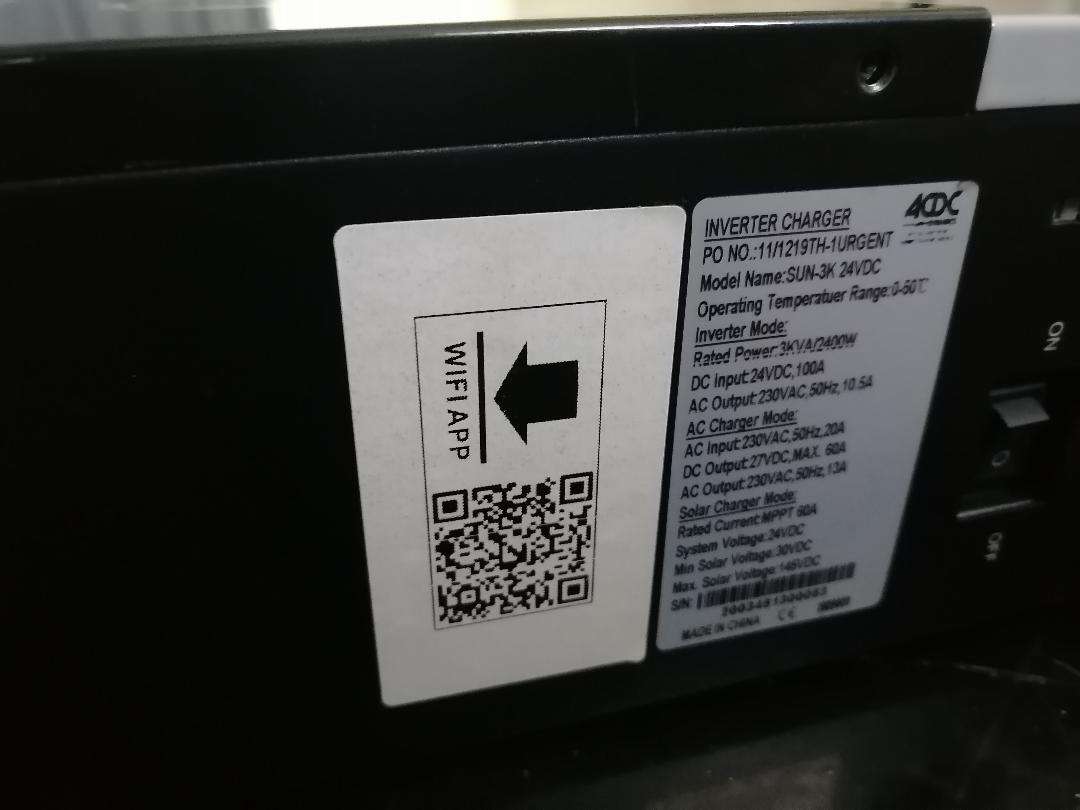 WIFI APP
ACDC
INVERTER CHARGER
PO NO.:11/1219TH-1URGENT
Model Name:SUN-3K 24VDC
Operating Temperatuer Range:0-60℃
Inverter Mode:
Rated Power:3KVA/2400W
DC Input:24VDC,100A
AC Output:230VAC,50Hz,10.5A
AC Charger Mode:
AC Input:230VAC,50Hz,20A
DC Output:27VDC,MAX. 60A
AC Output:230VAC,50Hz,13A
Solar Charger Mode:
Rated Current:MPPT 60A
System Voltage:24VDC
Min Solar Voltage:30VDC
Max. Solar Voltage:145VDC
S/N:
MADE IN CHINA CE
ON
OFF